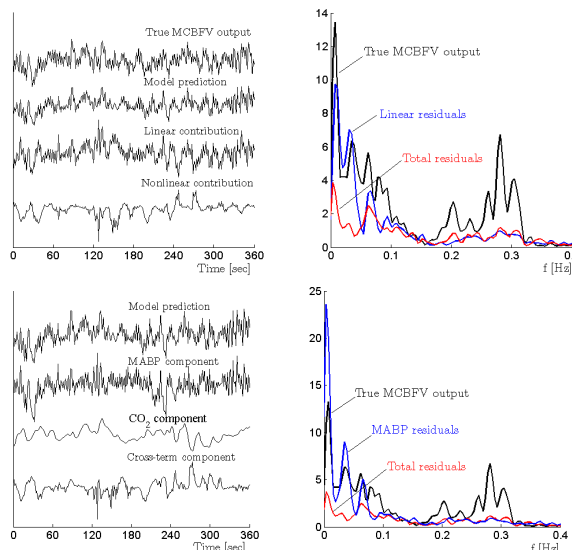 True MCBFV output
Model prediction
Linear contribution
Nonlinear contribution
0 60 120 180 240 300 360
Time [sec]
14
12
10
8
6
4
2
0
True MCBFV output
Linear residuals
Total residuals
0 0.1 0.2 0.3 0.
f [Hz]
Model prediction
MABP component
CO2 component
Cross-term component
0 60 120 180 240 300 360
Time [sec]
25
20
15
10
5
0
True MCBFV output
MABP residuals
Total residuals
0 0.1 0.2 0.3 0.4
f [Hz]